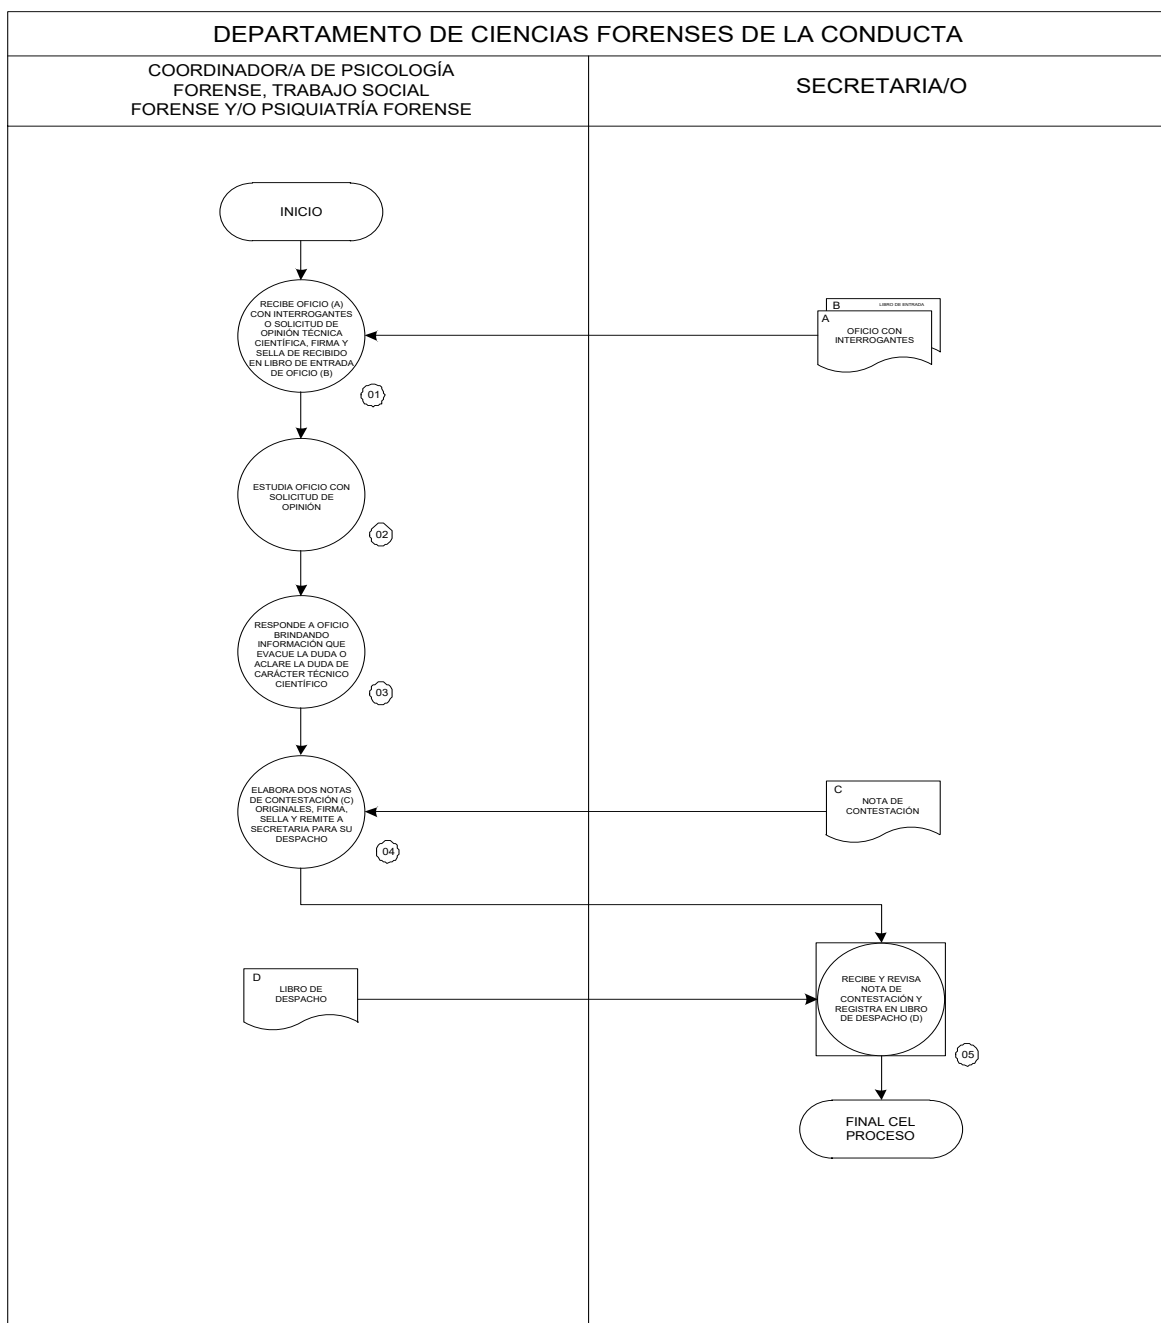 DEPARTAMENTO DE CIENCIAS FORENSES DE LA CONDUCTA
COORDINADOR/A DE PSICOLOGÍA
FORENSE, TRABAJO SOCIAL
FORENSE Y/O PSIQUIATRÍA FORENSE
SECRETARIA/O
INICIO
RECIBE OFICIO (A)
CON INTERROGANTES
O SOLICITUD DE
OPINIÓN TÉCNICA
CIENTÍFICA, FIRMA Y
SELLA DE RECIBIDO
EN LIBRO DE ENTRADA
DE OFICIO (B)
01
B
LIBRO DE ENTRADA
A
OFICIO CON
INTERROGANTES
ESTUDIA OFICIO CON
SOLICITUD DE
OPINIÓN
02
RESPONDE A OFICIO
BRINDANDO
INFORMACIÓN QUE
EVACUE LA DUDA O
ACLARE LA DUDA DE
CARÁCTER TÉCNICO
CIENTÍFICO
03
ELABORA DOS NOTAS
DE CONTESTACIÓN (C)
ORIGINALES, FIRMA,
SELLA Y REMITE A
SECRETARIA PARA SU
DESPACHO
04
C
NOTA DE
CONTESTACIÓN
D
LIBRO DE
DESPACHO
RECIBE Y REVISA
NOTA DE
CONTESTACIÓN Y
REGISTRA EN LIBRO
DE DESPACHO (D)
05
FINAL CEL
PROCESO